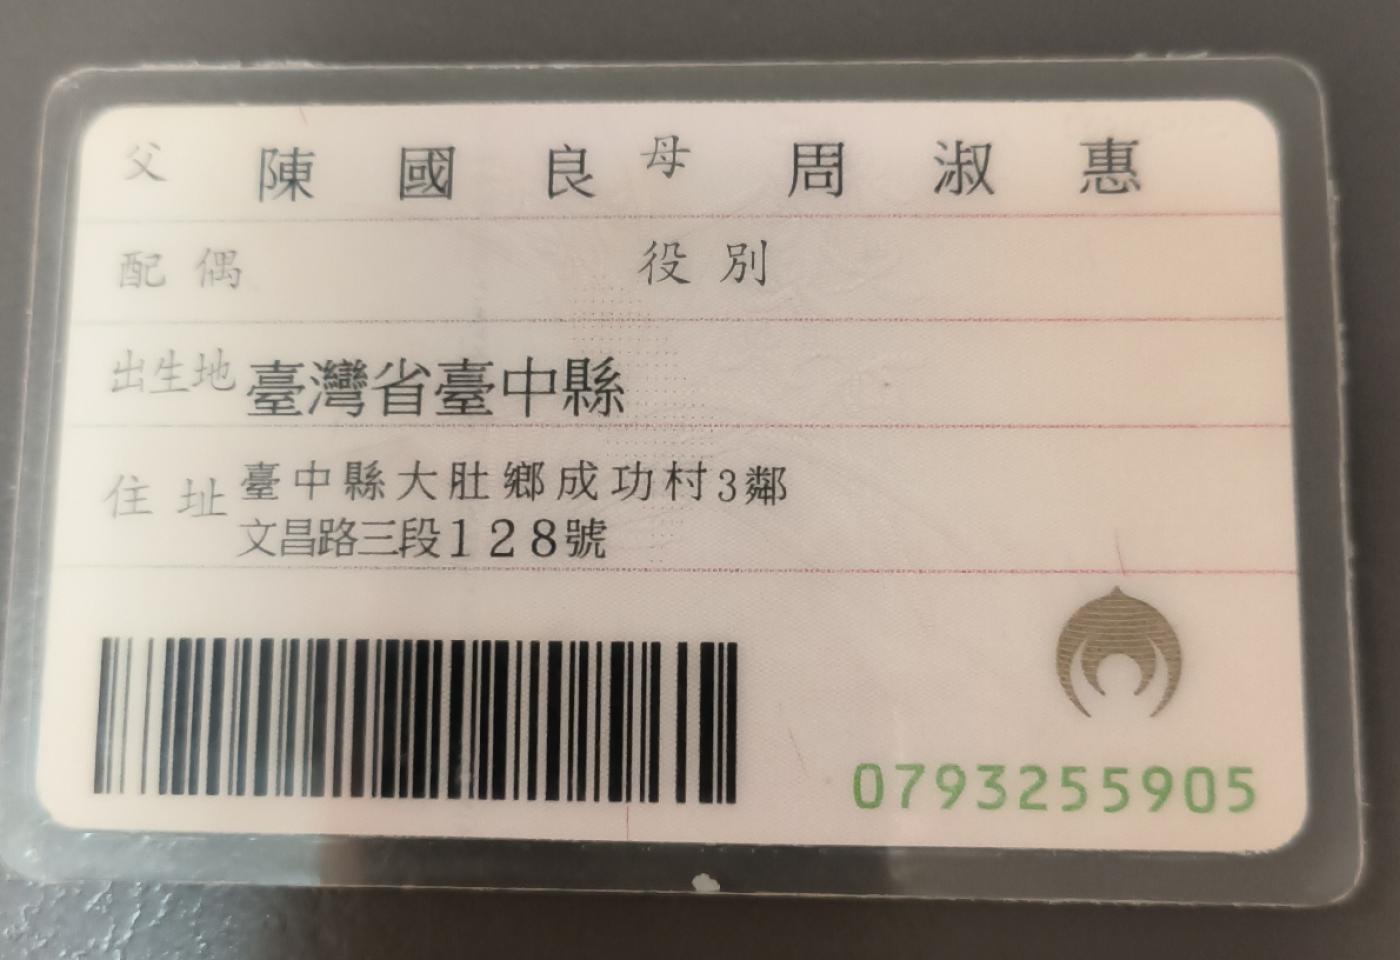 父 陳國良 母 周淑惠
配偶 役別
出生地 臺灣省臺中縣
住址 臺中縣大肚鄉成功村3鄰
文昌路三段128號
0793255905